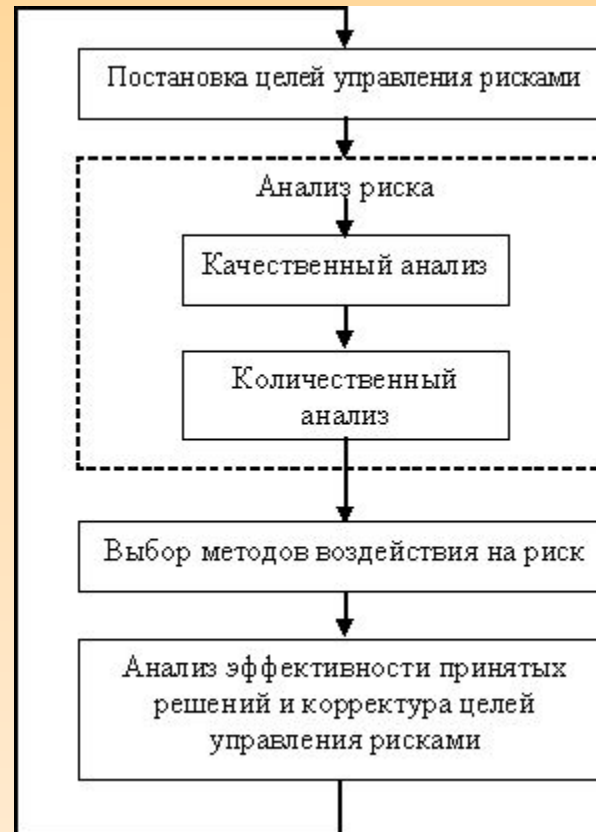 Постановка целей управления рисками
Анализ риска
Качественный анализ
Количественный
анализ
Выбор методов воздействия на риск
Анализ эффективности принятых
решений и корректура целей
управления рисками